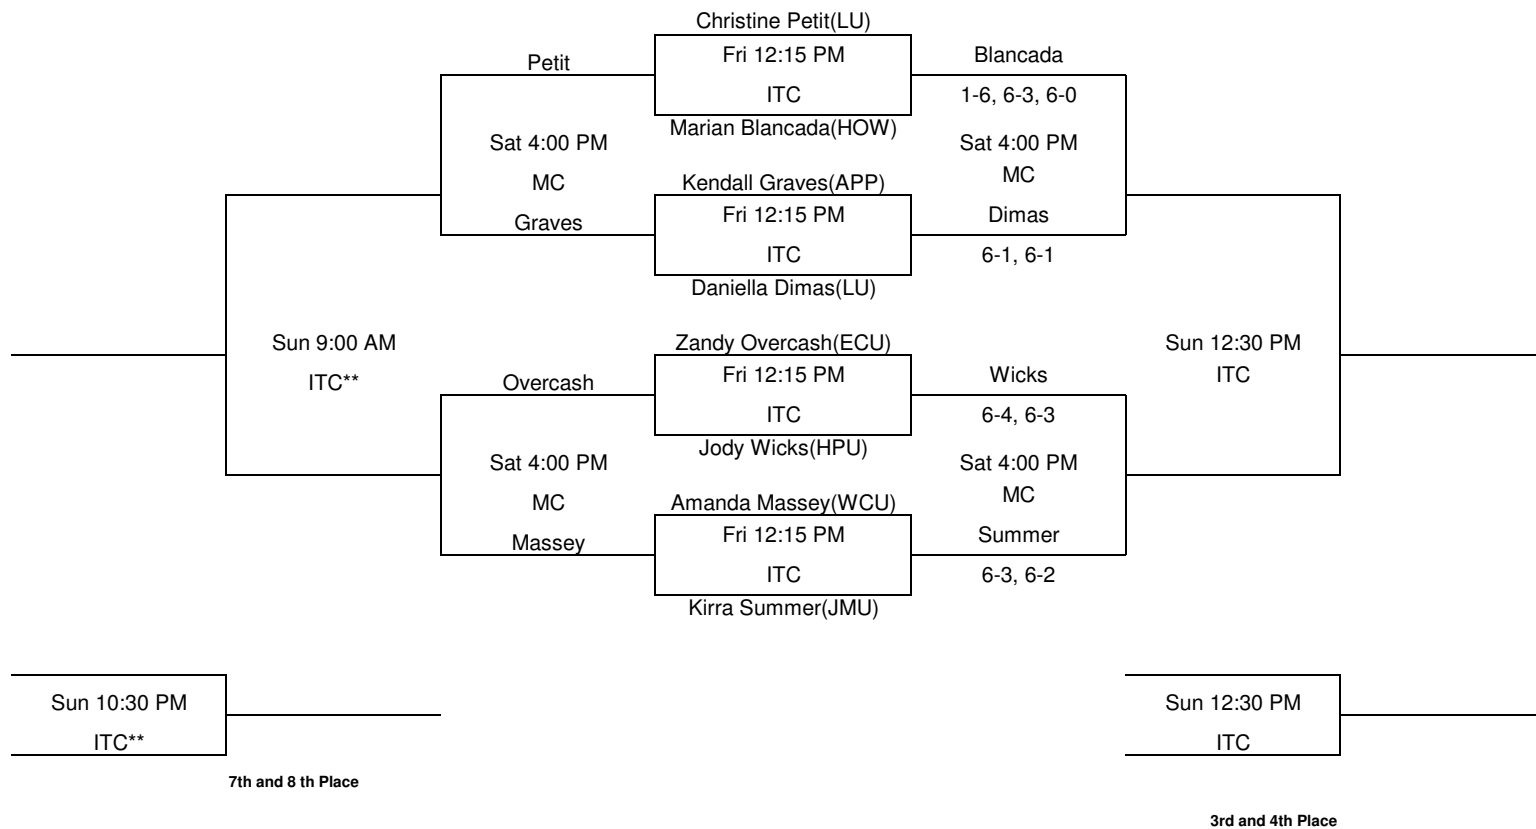 Christine Petit(LU)
Petit
Fri 12:15 PM
Blancada
ITC
1-6, 6-3, 6-0
Marian Blancada(HOW)
Sat 4:00 PM
Sat 4:00 PM
MC
MC
Kendall Graves(APP)
Graves
Fri 12:15 PM
Dimas
ITC
6-1, 6-1
Daniella Dimas(LU)
Sun 9:00 AM
Zandy Overcash(ECU)
Sun 12:30 PM
ITC**
ITC
Overcash
Fri 12:15 PM
Wicks
ITC
6-4, 6-3
Jody Wicks(HPU)
Sat 4:00 PM
Sat 4:00 PM
MC
MC
Amanda Massey(WCU)
Massey
Fri 12:15 PM
Summer
ITC
6-3, 6-2
Kirra Summer(JMU)
Sun 10:30 PM
Sun 12:30 PM
ITC**
ITC
7th and 8 th Place
3rd and 4th Place